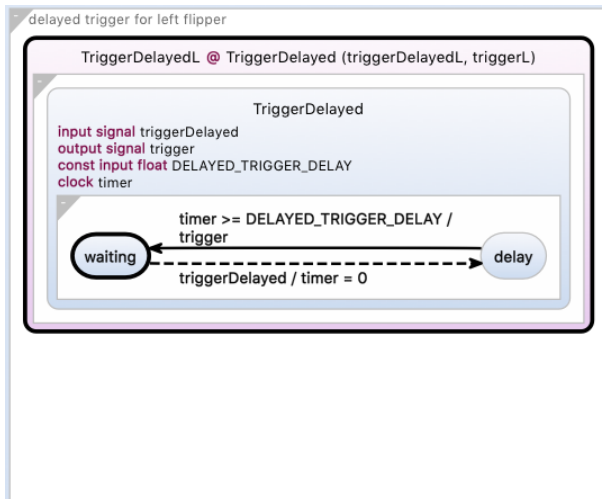 delayed trigger for left flipper
TriggerDelayedL @ TriggerDelayed (triggerDelayedL, triggerL)
TriggerDelayed
input signal triggerDelayed
output signal trigger
const input float DELAYED_TRIGGER_DELAY
clock timer
timer >= DELAYED_TRIGGER_DELAY /
trigger
waiting
delay
triggerDelayed / timer = 0